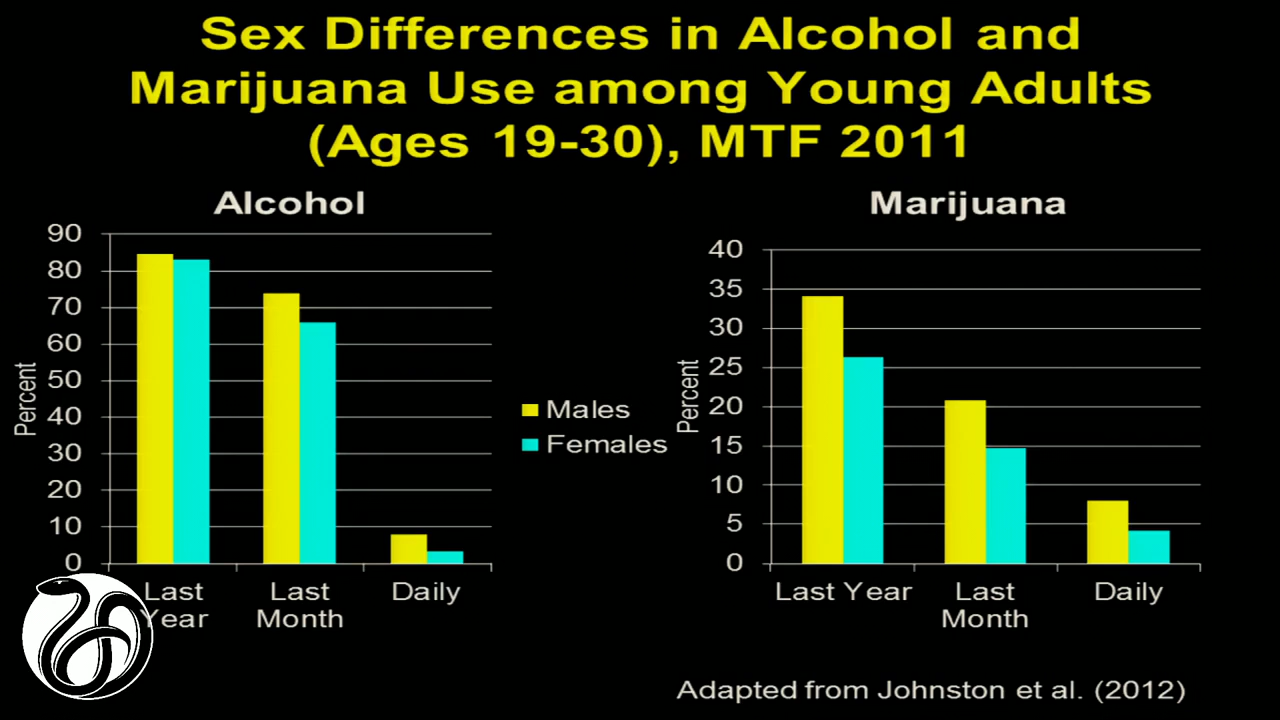 Sex Differences in Alcohol and
Marijuana Use among Young Adults
(Ages 19-30), MTF 2011
Alcohol
90
80
70
60
50
40
30
20
10
0
Percent
Last
Year
Last
Month
Daily
Males
Females
Marijuana
40
35
30
25
20
15
10
5
0
Percent
Last Year
Last
Month
Daily
Adapted from Johnston et al. (2012)